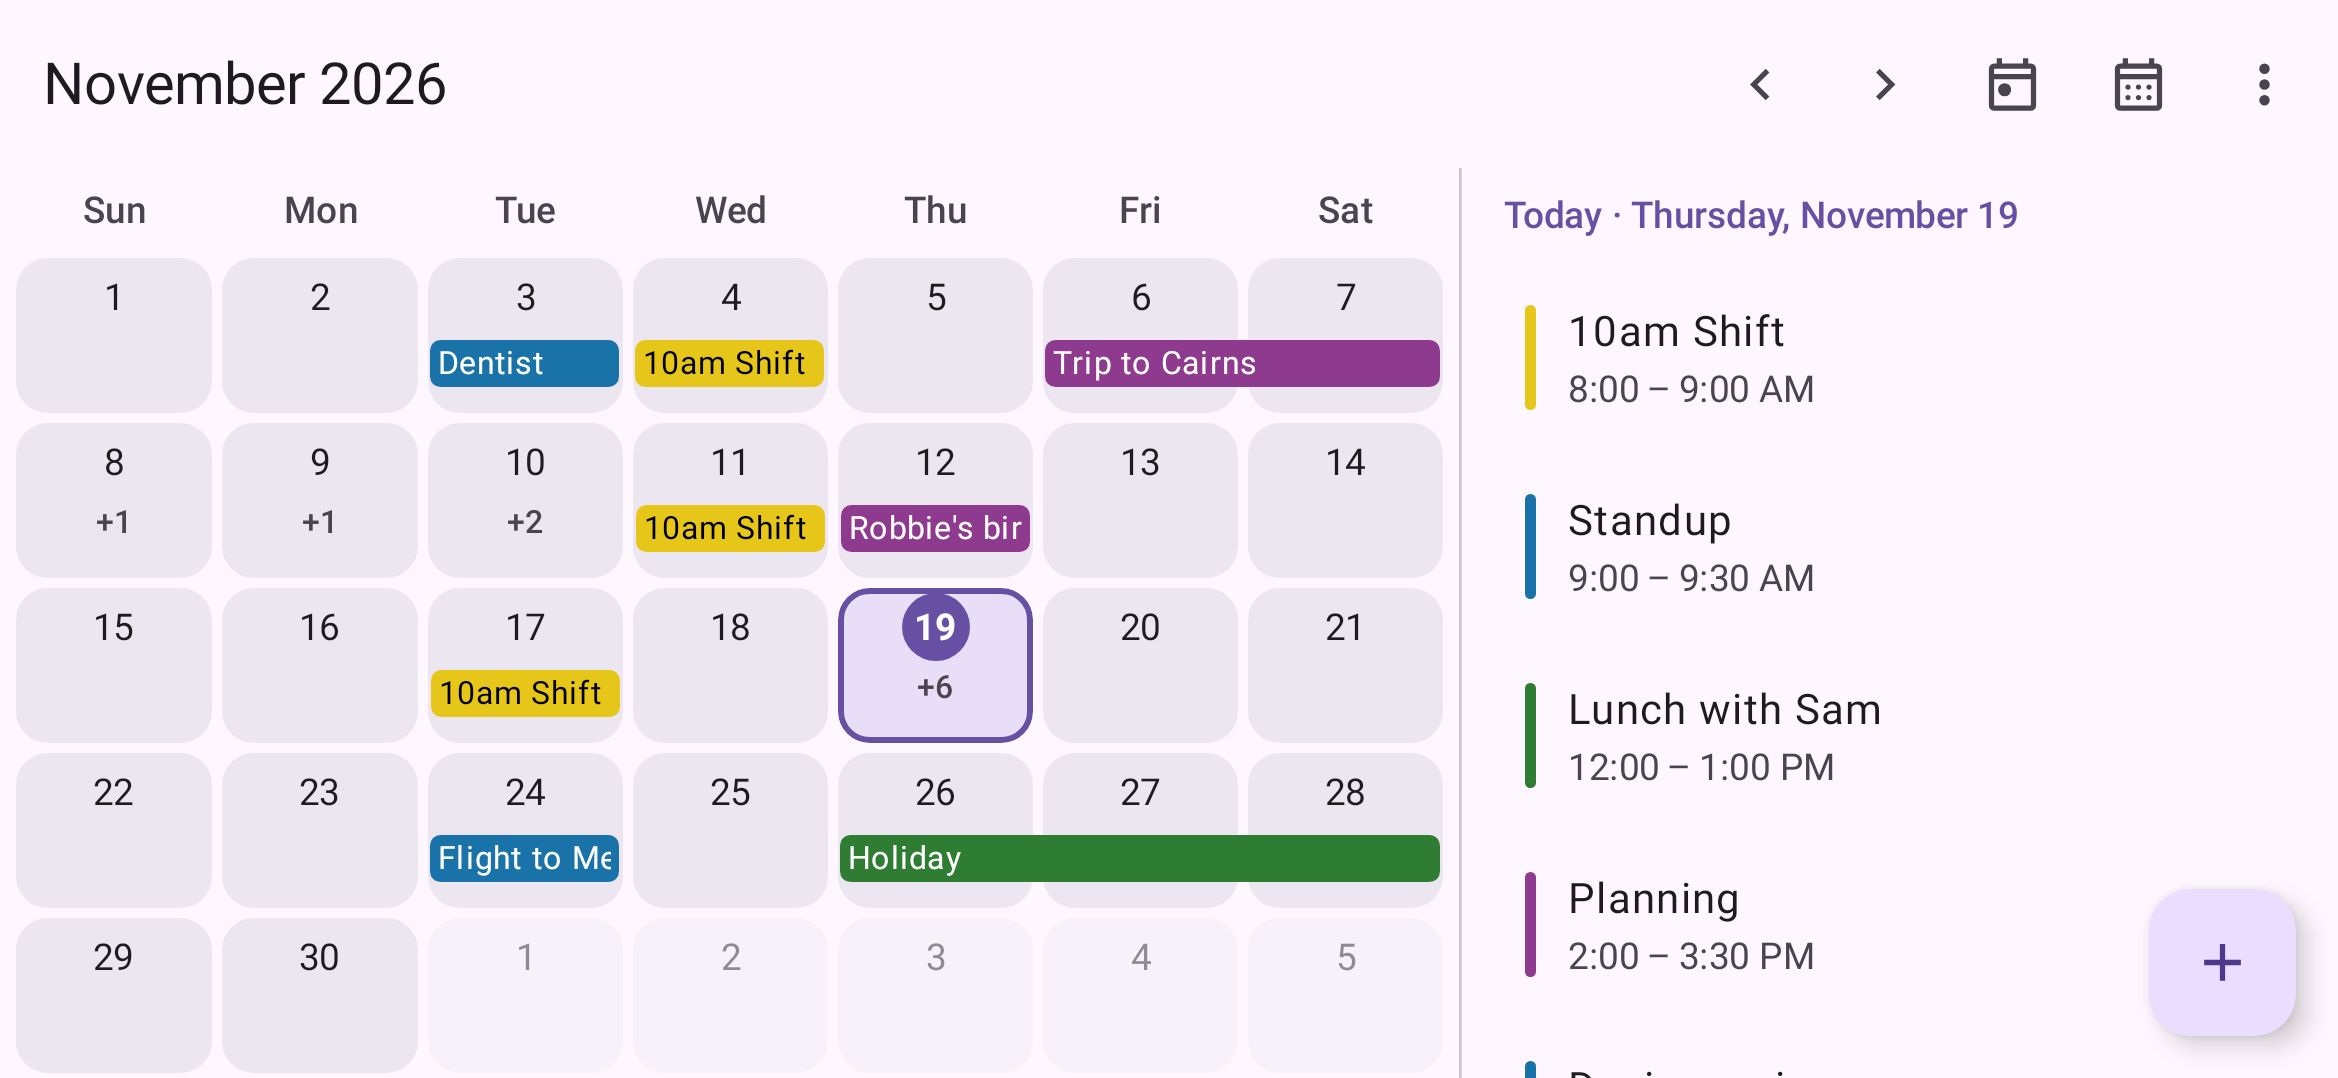 November 2026
Sun Mon Tue Wed Thu Fri Sat
1 2 3 4 5 6 7
Dentist 10am Shift Trip to Cairns
8 9 10 11 12 13 14
+1 +1 +2 10am Shift Robbie's bir
15 16 17 18 19 20 21
10am Shift +6
22 23 24 25 26 27 28
Flight to Me Holiday
29 30 1 2 3 4 5
Today · Thursday, November 19
10am Shift
8:00 – 9:00 AM
Standup
9:00 – 9:30 AM
Lunch with Sam
12:00 – 1:00 PM
Planning
2:00 – 3:30 PM